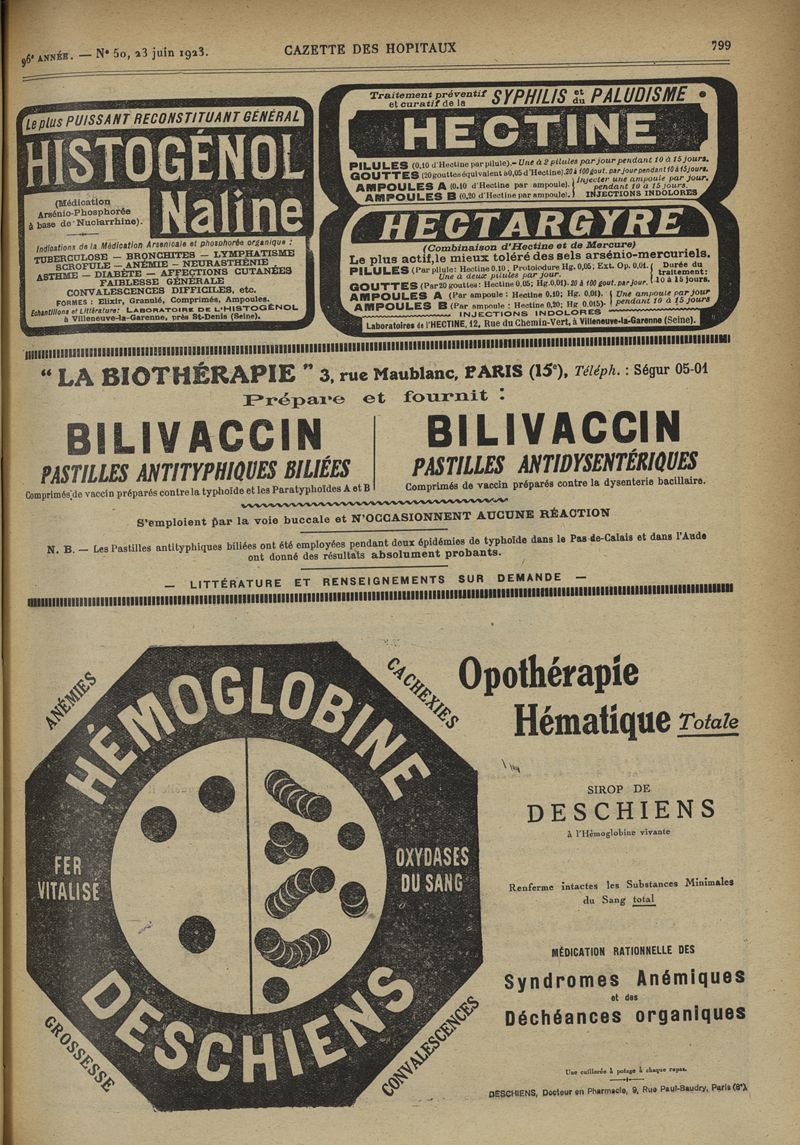 96e ANNÉE. — N° 50, 23 juin 1923.
CAZETTE DES HOPITAUX
799
Le plus PUISSANT RECONSTITUANT GÉNÉRAL
HISTOGÉNOL
Naline
(Médication
Arsénio-Phosphorée
à base de Nuclarrhine).
Indications de la Médication Arsenicale et phosphorée organique :
TUBERCULOSE — BRONCHITES — LYMPHATISME
SCROFULE — ANÉMIE — NEURASTHÉNIE
ASTHME — DIABÈTE — AFFECTIONS CUTANÉES
FAIBLESSE GÉNÉRALE
CONVALESCENCES DIFFICILES, etc.
FORMES : Elixir, Granulé, Comprimés, Ampoules.
Echantillons et Littérature: LABORATOIRE DE L'HISTOGÉNOL
à Villeneuve-la-Garenne, près St-Denis (Seine).
Traitement préventif et curatif de la SYPHILIS et du PALUDISME
HECTINE
PILULES (0,10 d'Hectine par pilule).- Une à 2 pilules par jour pendant 10 à 15 jours.
GOUTTES (20 gouttes équivalent à 0,05 d'Hectine). 20 à 100 gout. par jour pendant 10 à 15 jours.
AMPOULES A (0,10 d'Hectine par ampoule). Injecter une ampoule par jour,
AMPOULES B (0,20 d'Hectine par ampoule). pendant 10 à 15 jours.
INJECTIONS INDOLORES
HECTARGYRE
(Combinaison d'Hectine et de Mercure)
Le plus actif, le mieux toléré des sels arsénio-mercuriels.
PILULES (Par pilule: Hectine 0,10; Protoiodure Hg. 0,05; Ext. Op. 0,01.
Une à deux pilules par jour.
GOUTTES (Par 20 gouttes: Hectine 0,05; Hg. 0,01). 20 à 100 gout. par jour.
Durée du
traitement:
10 à 15 jours.
AMPOULES A (Par ampoule : Hectine 0,10; Hg. 0,01). Une ampoule par jour
AMPOULES B (Par ampoule : Hectine 0,20; Hg 0,015). pendant 10 à 15 jours
INJECTIONS INDOLORES
Laboratoires de l'HECTINE, 12, Rue du Chemin-Vert, à Villeneuve-la-Garenne (Seine).
“ LA BIOTHÉRAPIE ” 3, rue Maublanc, PARIS (15e), Téléph. : Ségur 05-01
Prépare et fournit :
BILIVACCIN
PASTILLES ANTITYPHIQUES BILIÉES
Comprimés de vaccin préparés contre la typhoïde et les Paratyphoïdes A et B
BILIVACCIN
PASTILLES ANTIDYSENTÉRIQUES
Comprimés de vaccin préparés contre la dysenterie bacillaire.
S'emploient par la voie buccale et N'OCCASIONNENT AUCUNE RÉACTION
N. B. — Les Pastilles antityphiques biliées ont été employées pendant deux épidémies de typhoïde dans le Pas-de-Calais et dans l'Aude
ont donné des résultats absolument probants.
— LITTÉRATURE ET RENSEIGNEMENTS SUR DEMANDE —
ANÉMIES
CACHEXIES
HÉMOGLOBINE
FER
VITALISÉ
OXYDASES
DU SANG
DESCHIENS
GROSSESSE
CONVALESCENCES
Opothérapie
Hématique Totale
SIROP DE
DESCHIENS
à l'Hémoglobine vivante
Renferme intactes les Substances Minimales
du Sang total
MÉDICATION RATIONNELLE DES
Syndromes Anémiques
et des
Déchéances organiques
Une cuillerée à potage à chaque repas.
DESCHIENS, Docteur en Pharmacie, 9, Rue Paul-Baudry, Paris (8e).